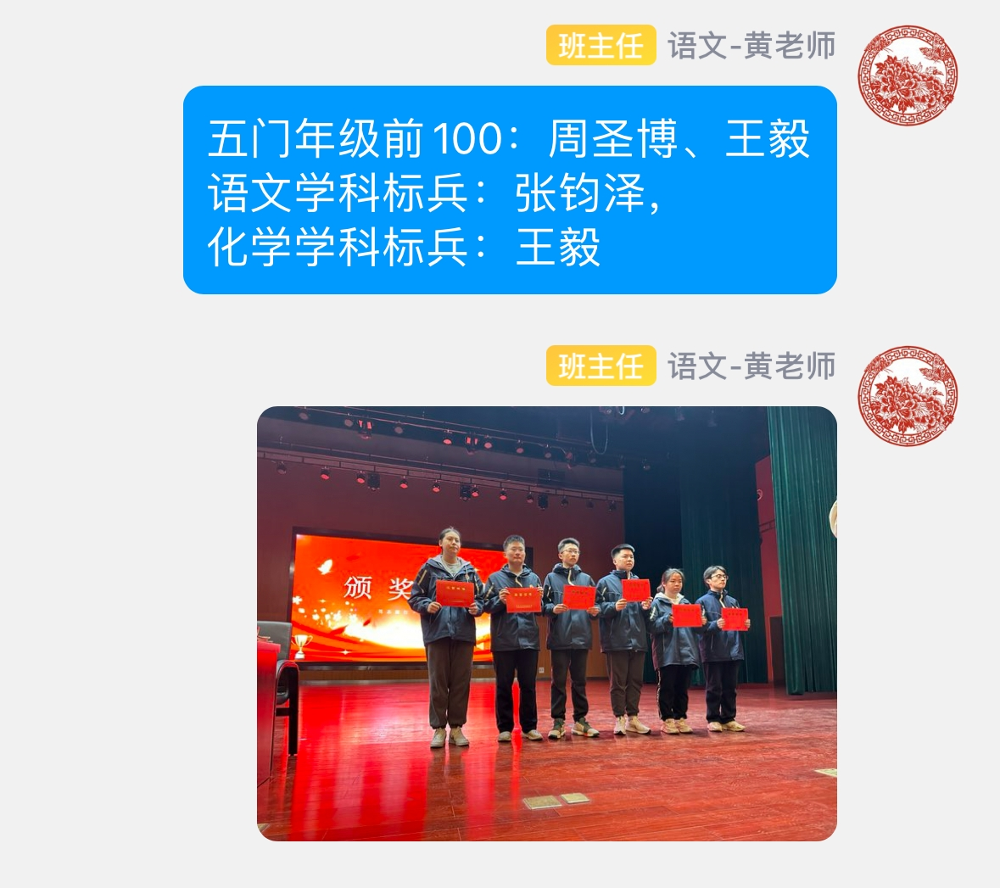 班主任 语文-黄老师
五门年级前100：周圣博、王毅
语文学科标兵：张钧泽，
化学学科标兵：王毅
班主任 语文-黄老师
颁 奖